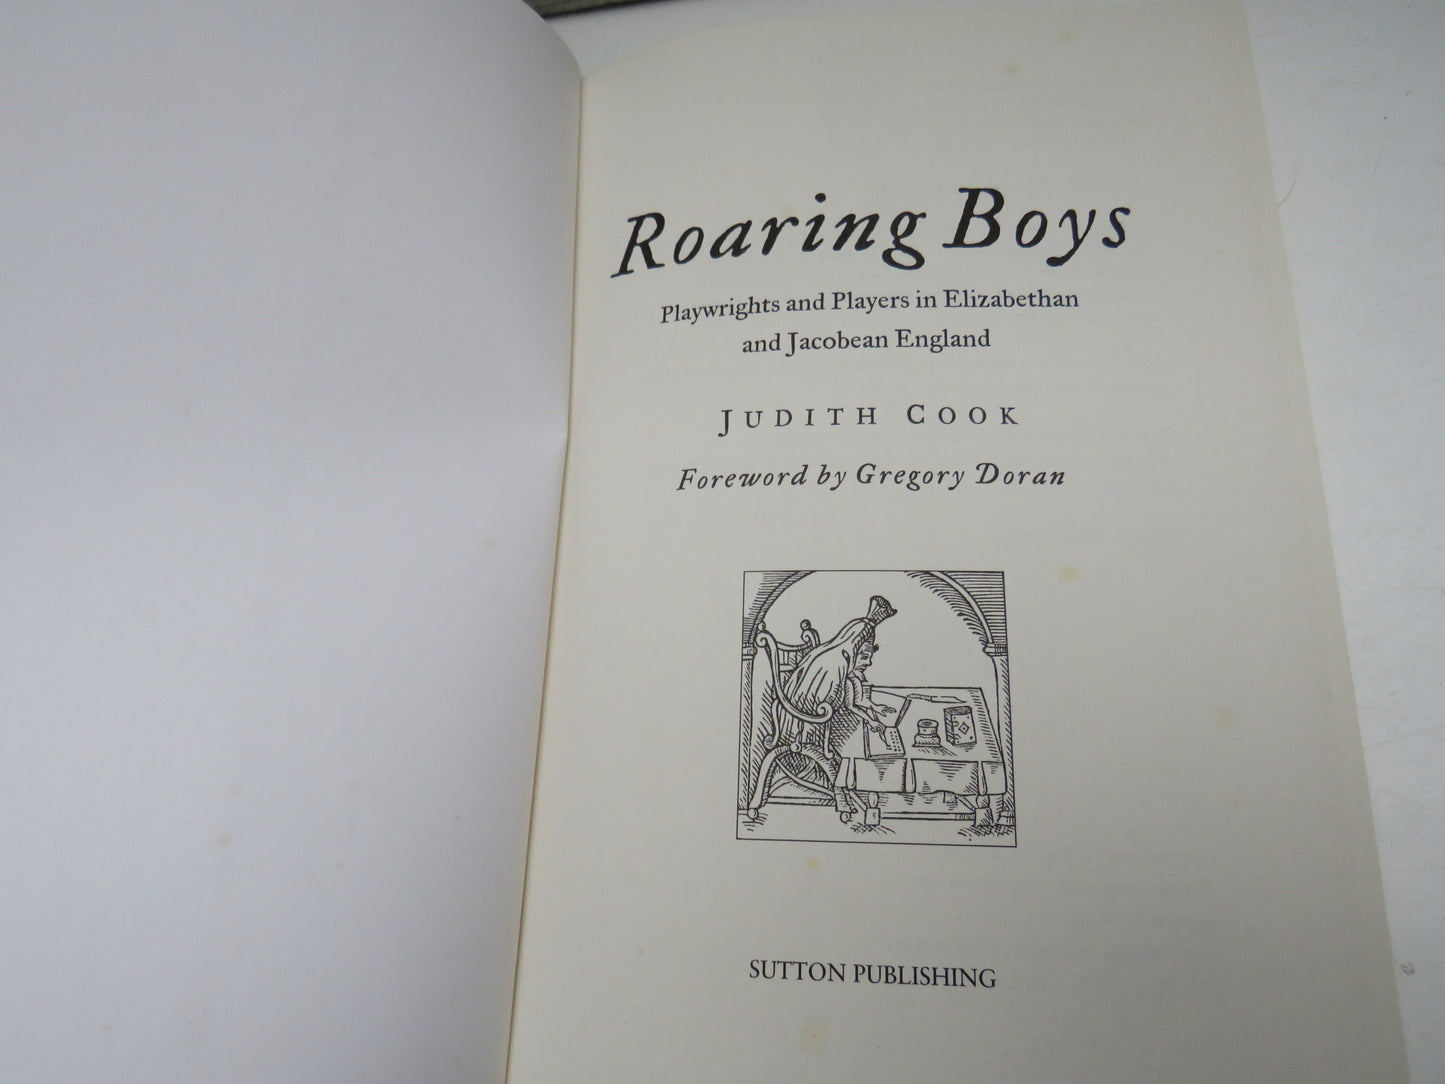 Roaring Boys
Playwrights and Players in Elizabethan
and Jacobean England
JUDITH COOK
Foreword by Gregory Doran
SUTTON PUBLISHING